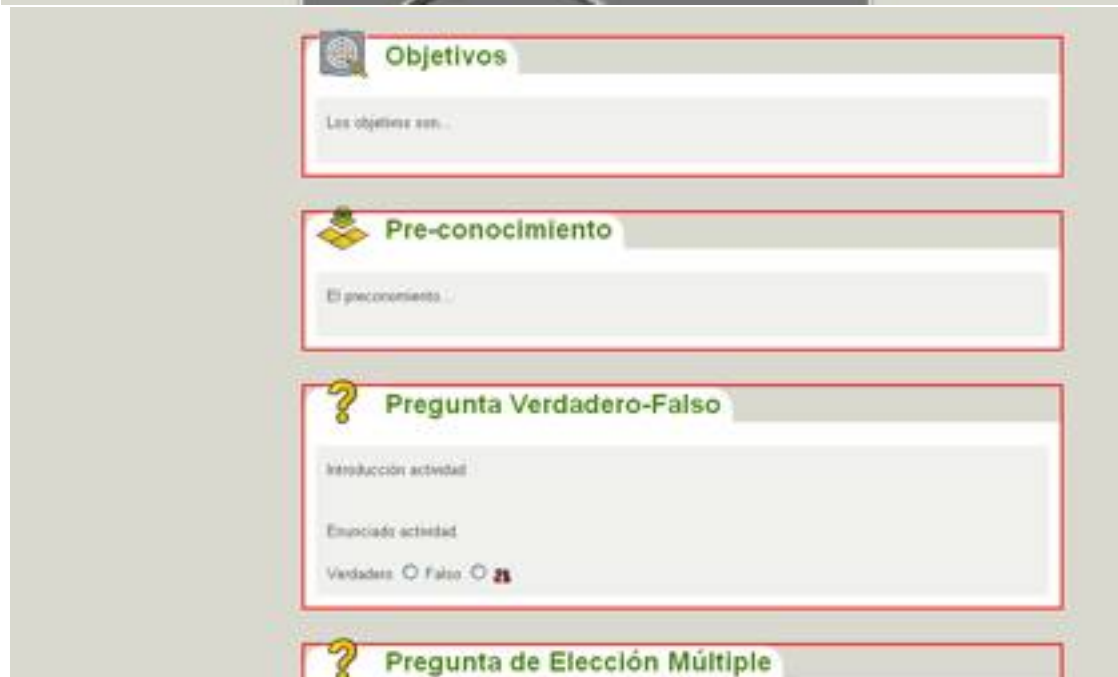 Objetivos
Los objetivos son...
Pre-conocimiento
El preconomiento...
Pregunta Verdadero-Falso
Introducción actividad
Enunciado actividad
Verdadero Falso
Pregunta de Elección Múltiple